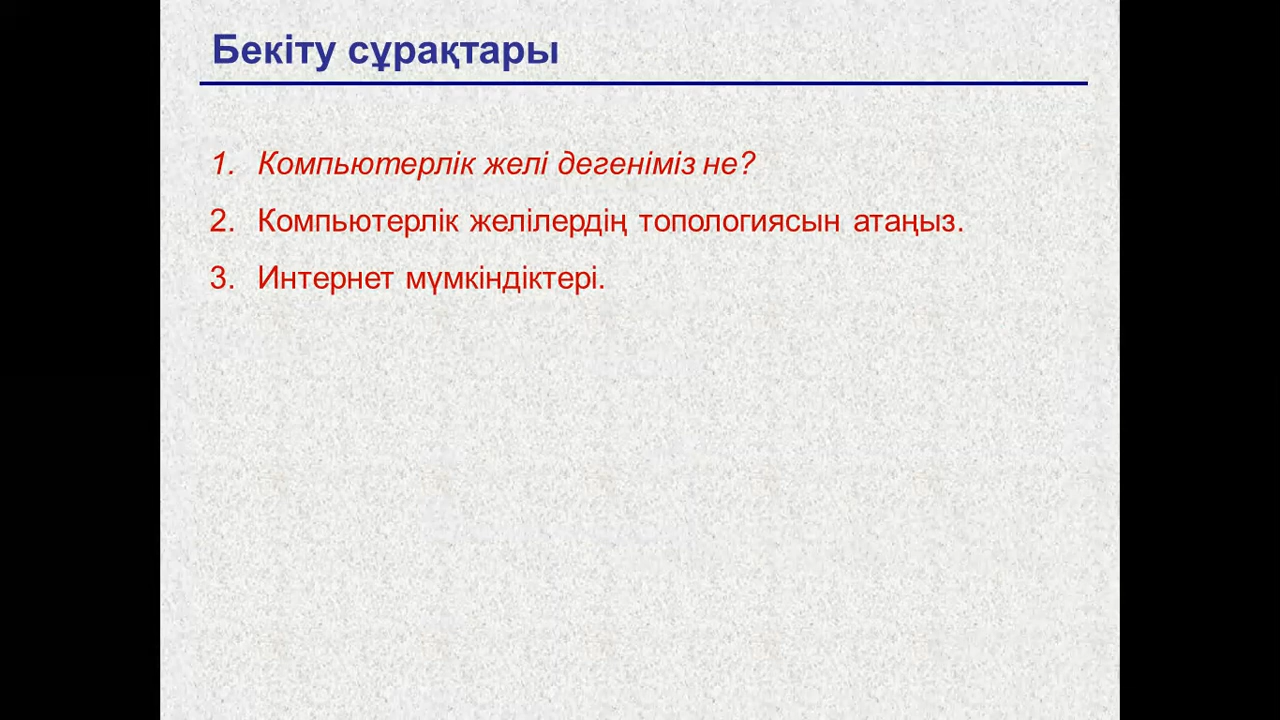 Бекіту сұрақтары
1. Компьютерлік желі дегеніміз не?
2. Компьютерлік желілердің топологиясын атаңыз.
3. Интернет мүмкіндіктері.